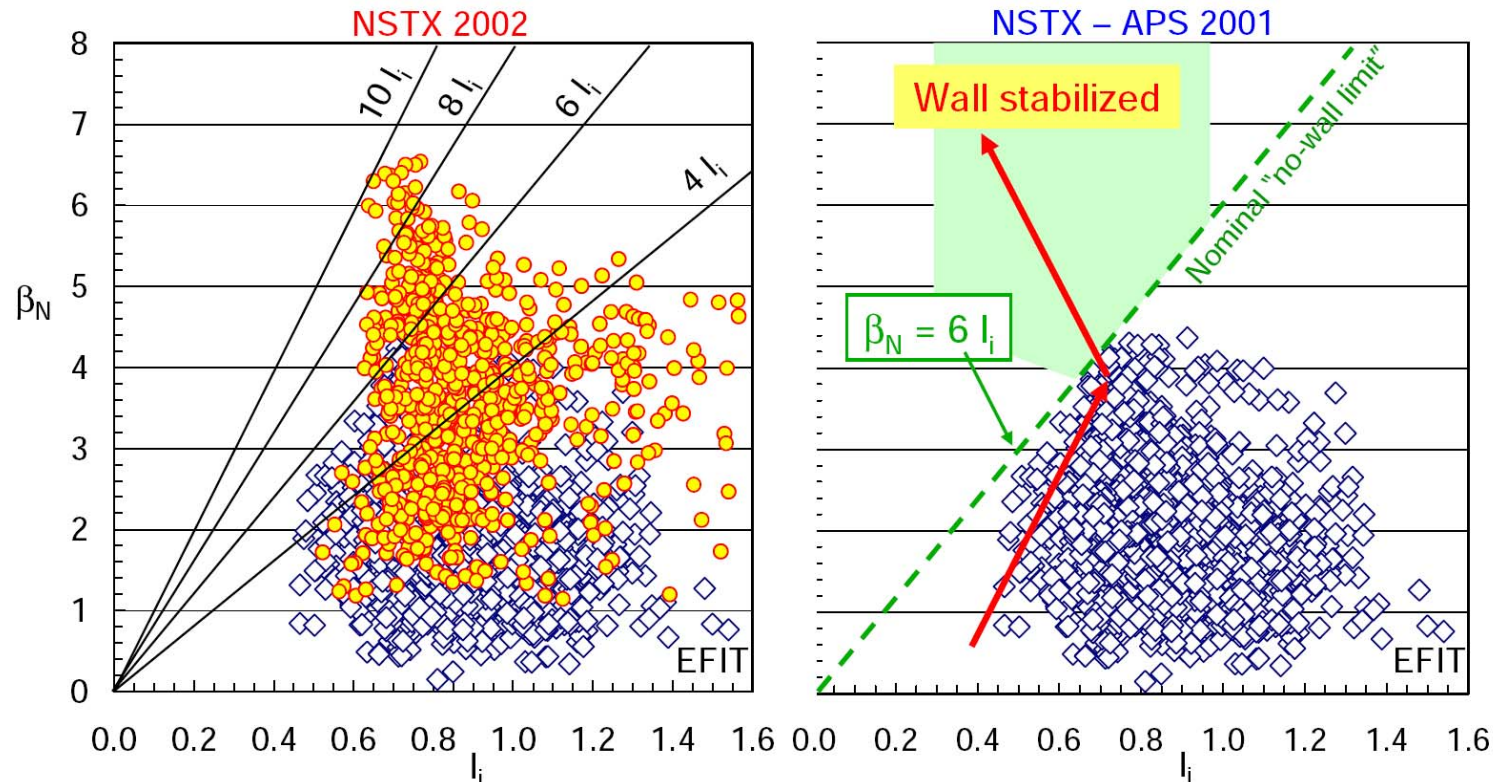 NSTX 2002
8
7
6
5
4
3
2
1
0
β_N
10 l_i
8 l_i
6 l_i
4 l_i
EFIT
0.0 0.2 0.4 0.6 0.8 1.0 1.2 1.4 1.6
l_i
NSTX – APS 2001
Wall stabilized
Nominal "no-wall limit"
β_N = 6 l_i
EFIT
0.0 0.2 0.4 0.6 0.8 1.0 1.2 1.4 1.6
l_i